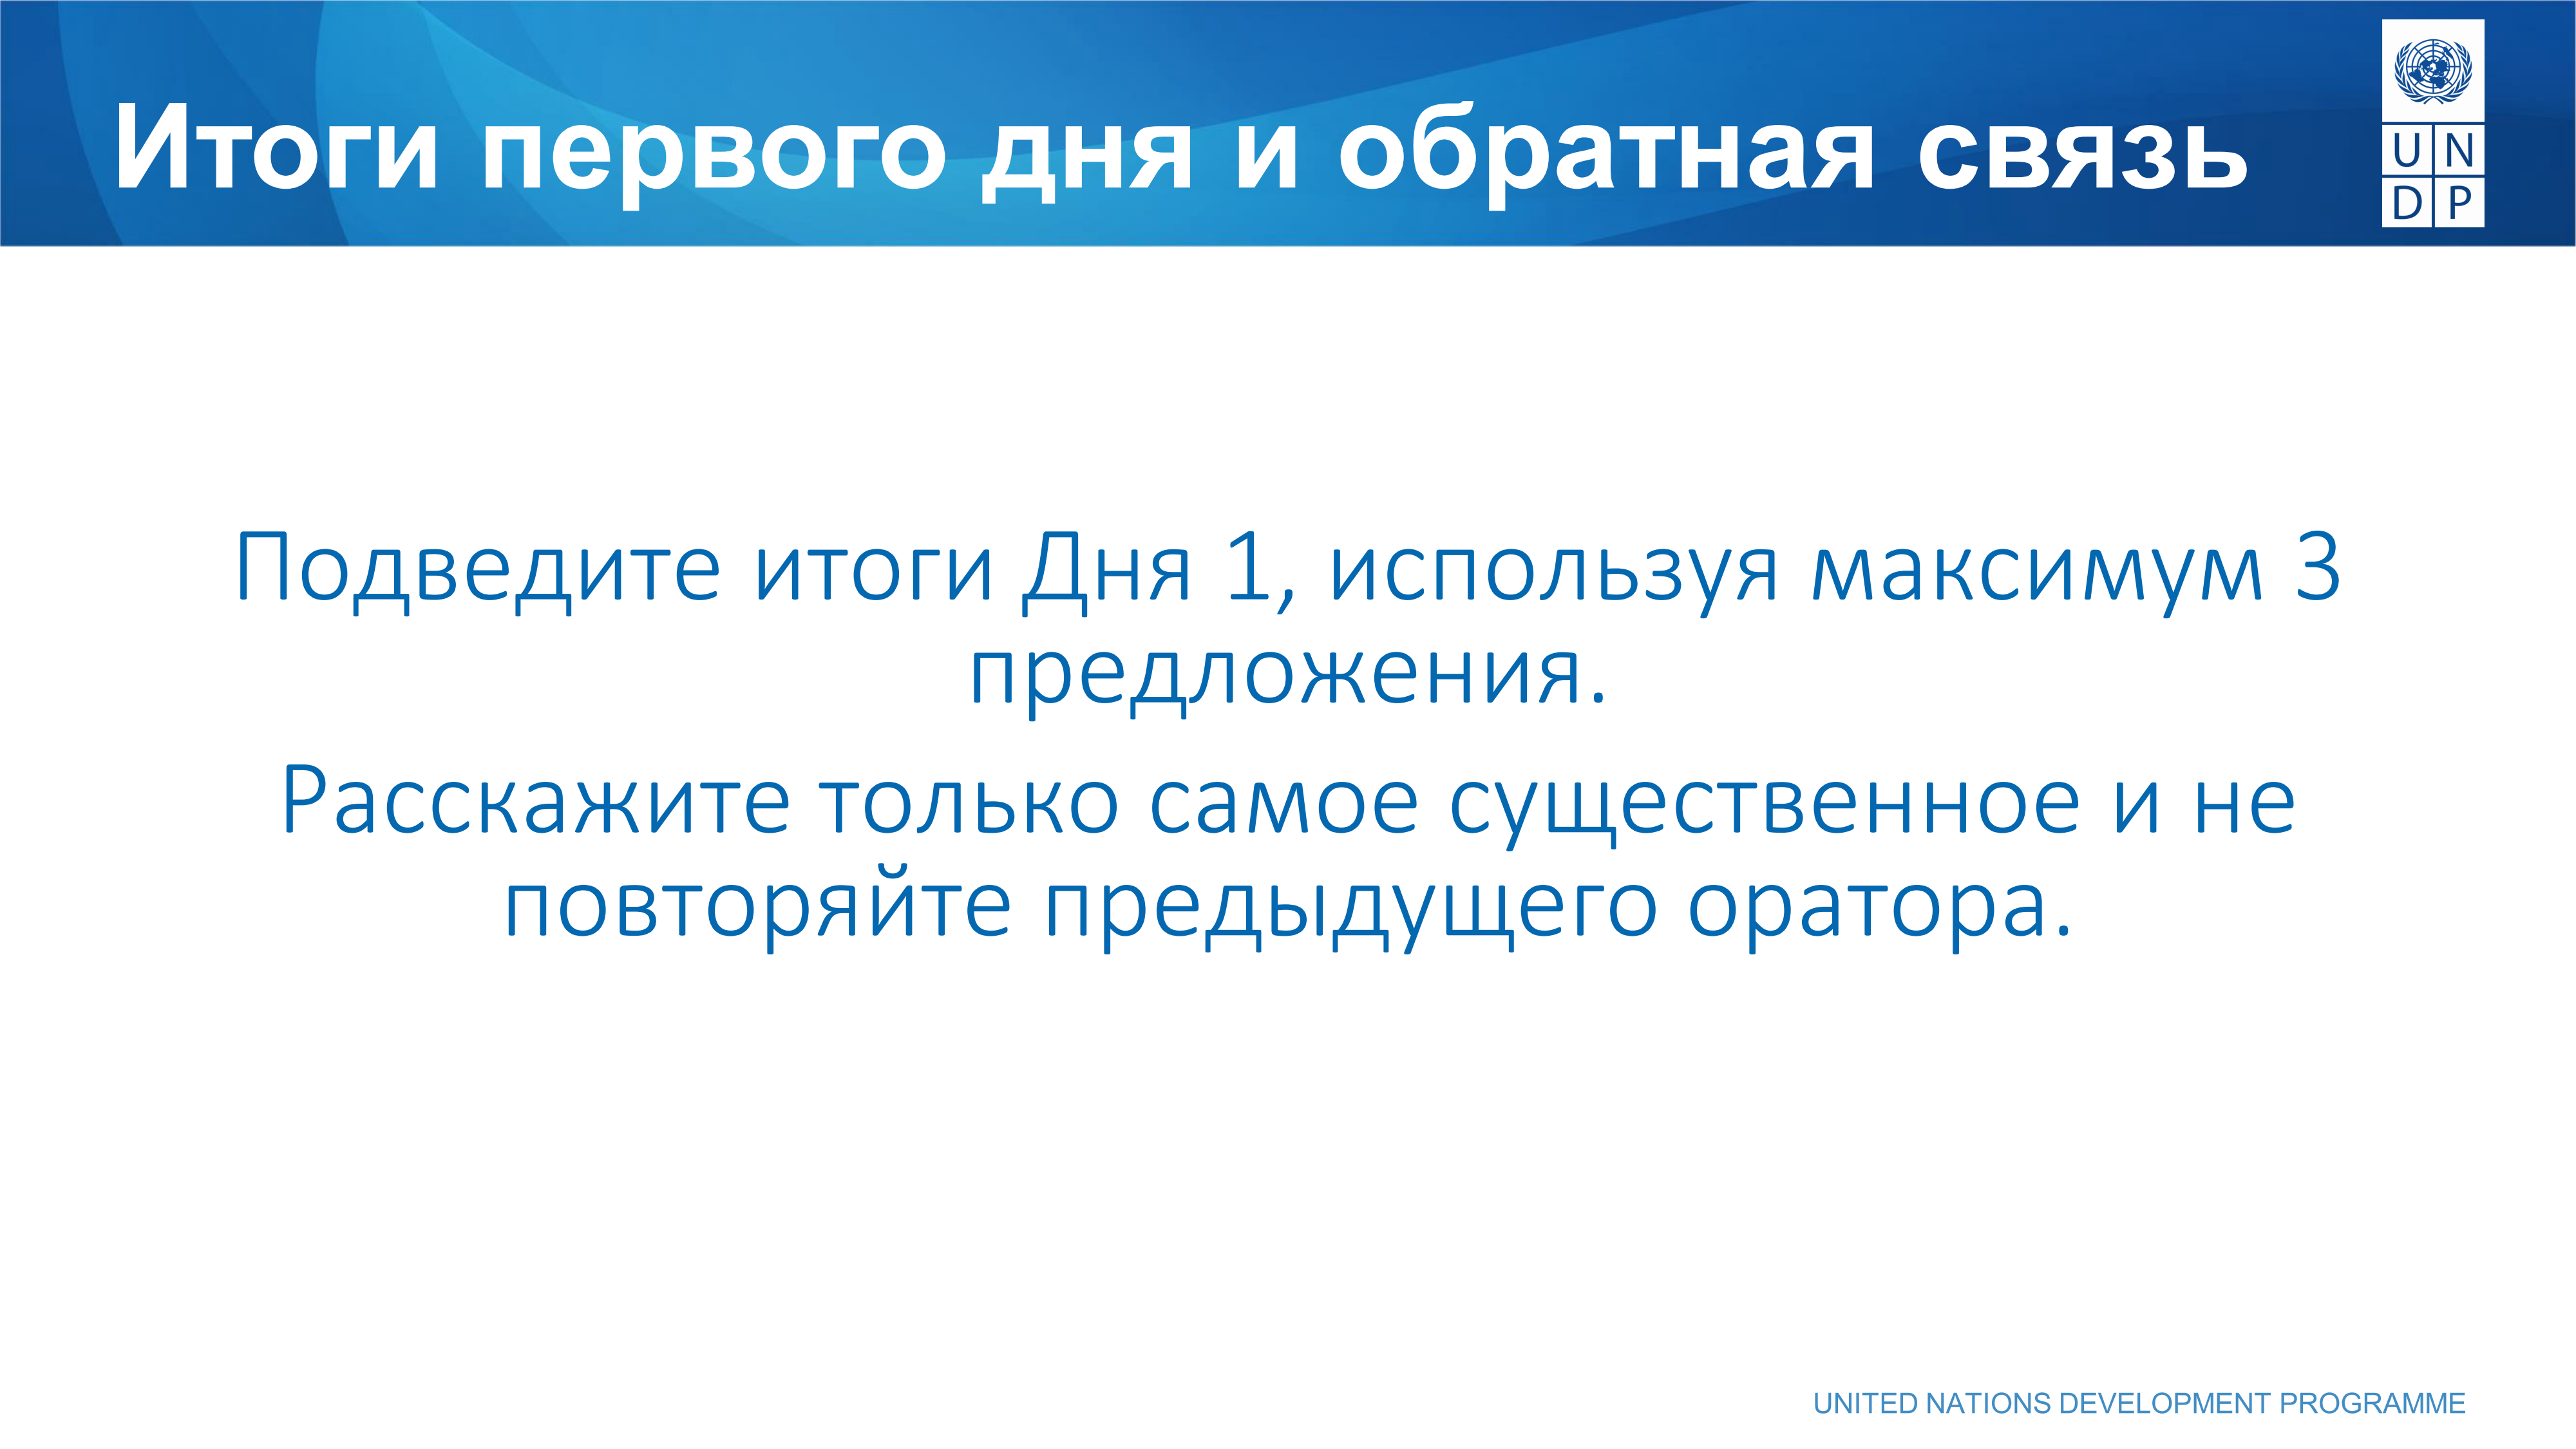 Итоги первого дня и обратная связь
U N
D P
Подведите итоги Дня 1, используя максимум 3
предложения.
Расскажите только самое существенное и не
повторяйте предыдущего оратора.
UNITED NATIONS DEVELOPMENT PROGRAMME